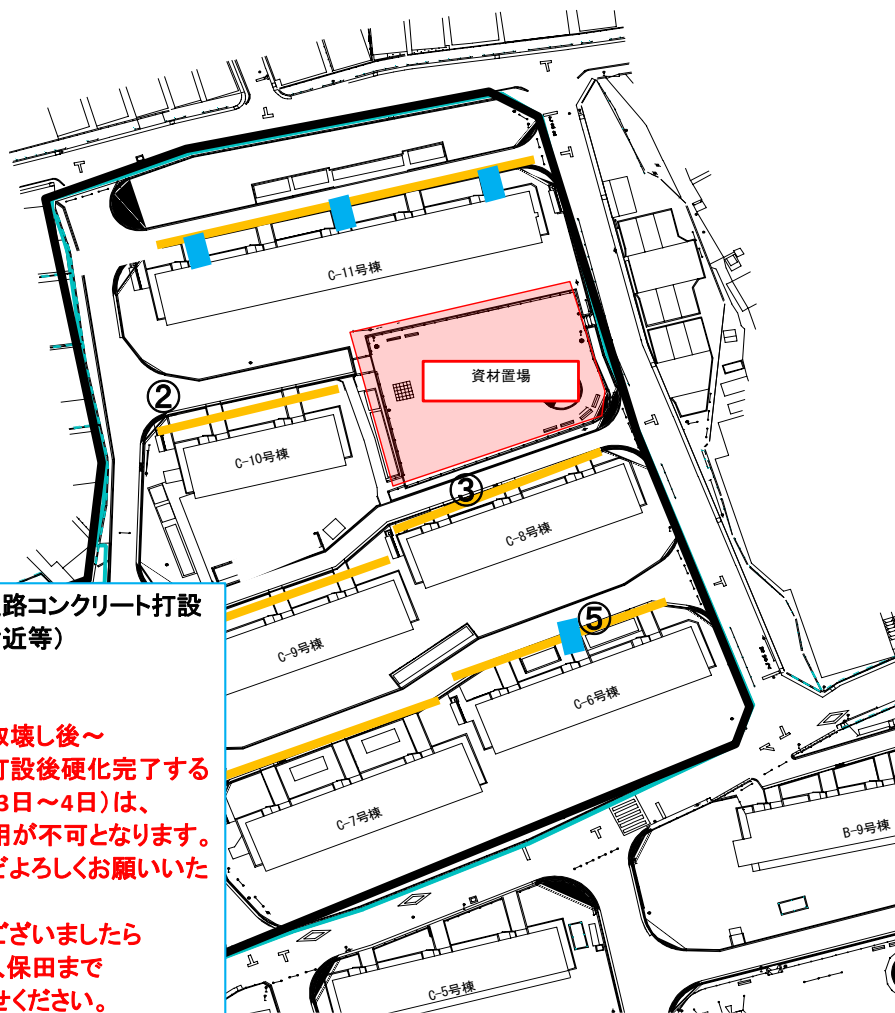 C-11号棟
資材置場
②
C-10号棟
③
C-8号棟
路コンクリート打設
近等）
C-9号棟
⑤
C-6号棟
取壊し後～
打設後硬化完了する
3日～4日）は、
用が不可となります。
だよろしくお願いいた
C-7号棟
B-9号棟
ございましたら
久保田まで
せください。
C-5号棟